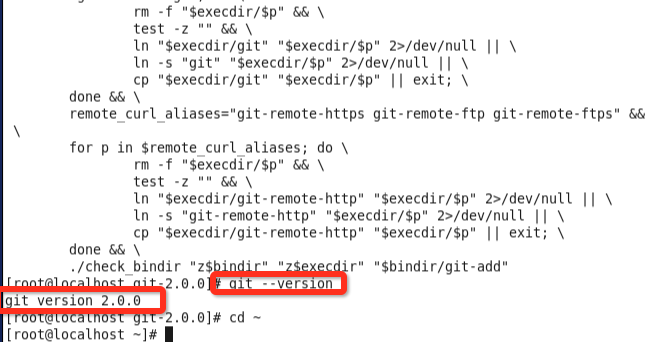 rm -f "$execdir/$p" && \
test -z "" && \
ln "$execdir/git" "$execdir/$p" 2>/dev/null || \
ln -s "git" "$execdir/$p" 2>/dev/null || \
cp "$execdir/git" "$execdir/$p" || exit; \
done && \
remote_curl_aliases="git-remote-https git-remote-ftp git-remote-ftps" &&
\
for p in $remote_curl_aliases; do \
rm -f "$execdir/$p" && \
test -z "" && \
ln "$execdir/git-remote-http" "$execdir/$p" 2>/dev/null || \
ln -s "git-remote-http" "$execdir/$p" 2>/dev/null || \
cp "$execdir/git-remote-http" "$execdir/$p" || exit; \
done && \
./check_bindir "z$bindir" "z$execdir" "$bindir/git-add"
[root@localhost git-2.0.0]# git --version
git version 2.0.0
[root@localhost git-2.0.0]# cd ~
[root@localhost ~]#